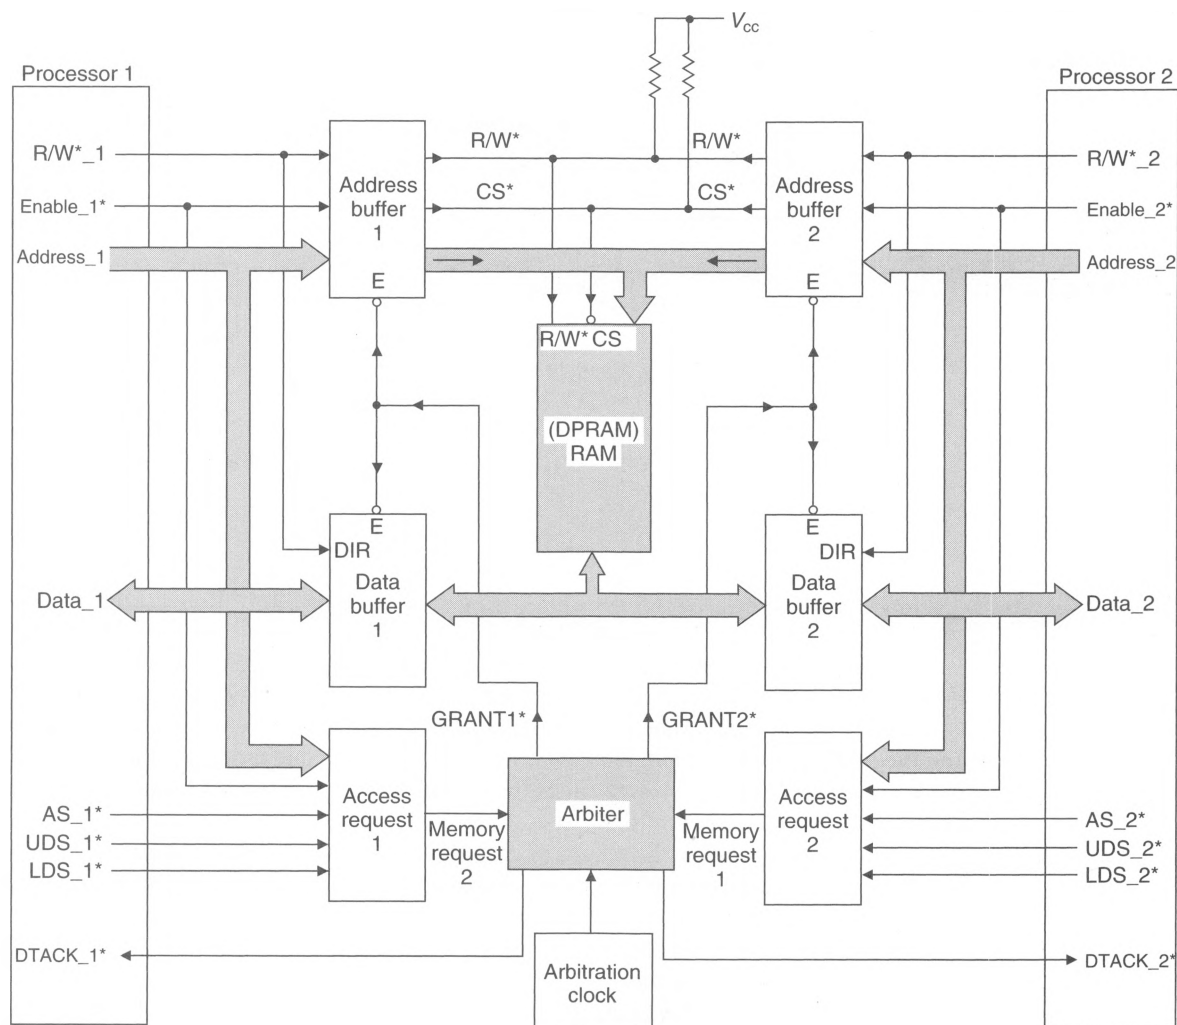 Vcc
Processor 1
Processor 2
R/W*_1
R/W*
R/W*
R/W*_2
Address
buffer
1
Address
buffer
2
Enable_1*
CS*
CS*
Enable_2*
Address_1
Address_2
E
E
R/W* CS
(DPRAM)
RAM
E
E
DIR
DIR
Data_1
Data
buffer
1
Data
buffer
2
Data_2
GRANT1*
GRANT2*
Access
request
1
Arbiter
Access
request
2
AS_1*
UDS_1*
LDS_1*
Memory
request
2
Memory
request
1
AS_2*
UDS_2*
LDS_2*
DTACK_1*
DTACK_2*
Arbitration
clock